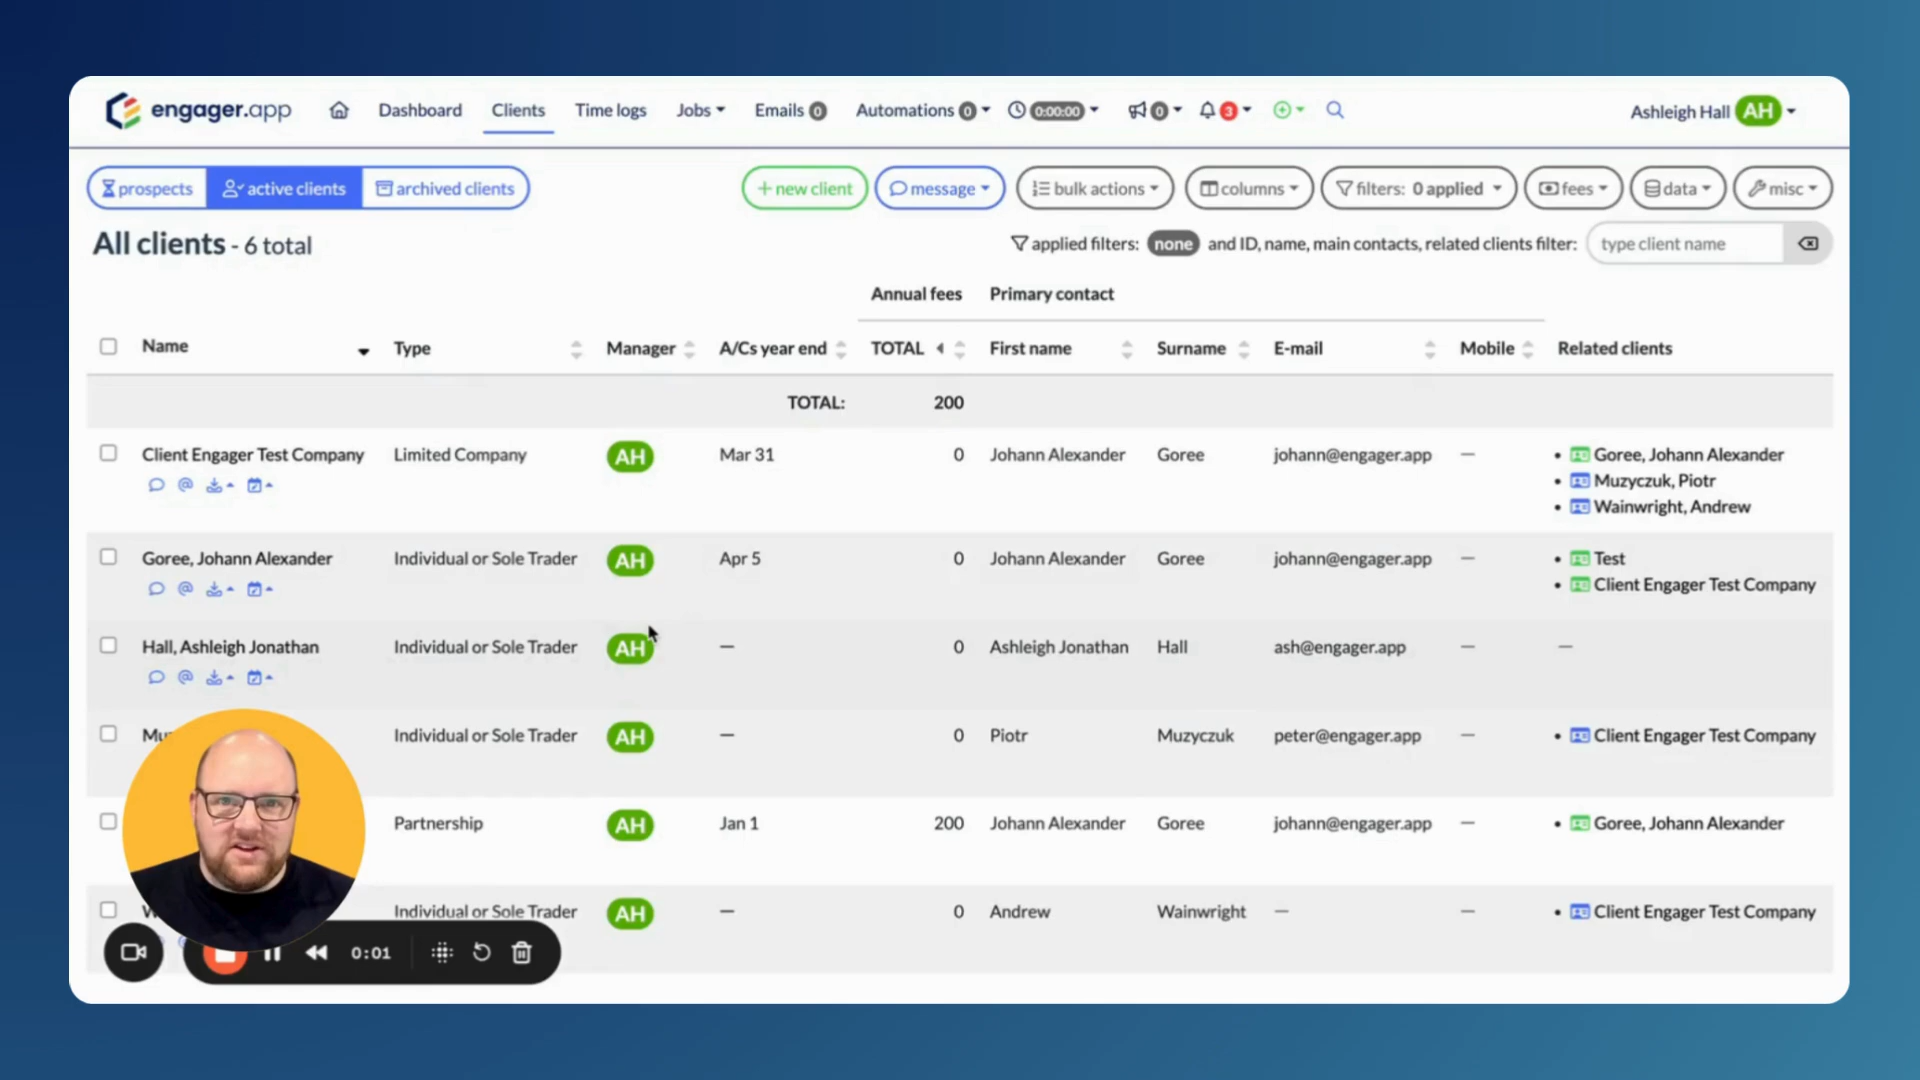 engager.app Dashboard Clients Time logs Jobs Emails 0 Automations 0 0:00:00 0 3 Ashleigh Hall AH
prospects active clients archived clients + new client message bulk actions columns filters: 0 applied fees data misc
All clients - 6 total applied filters: none and ID, name, main contacts, related clients filter: type client name
Annual fees Primary contact
Name Type Manager A/Cs year end TOTAL First name Surname E-mail Mobile Related clients
TOTAL: 200
Client Engager Test Company Limited Company AH Mar 31 0 Johann Alexander Goree johann@engager.app — • Goree, Johann Alexander
• Muzyczuk, Piotr
• Wainwright, Andrew
Goree, Johann Alexander Individual or Sole Trader AH Apr 5 0 Johann Alexander Goree johann@engager.app — • Test
• Client Engager Test Company
Hall, Ashleigh Jonathan Individual or Sole Trader AH — 0 Ashleigh Jonathan Hall ash@engager.app — —
Individual or Sole Trader AH — 0 Piotr Muzyczuk peter@engager.app — • Client Engager Test Company
Partnership AH Jan 1 200 Johann Alexander Goree johann@engager.app — • Goree, Johann Alexander
Individual or Sole Trader AH — 0 Andrew Wainwright — — • Client Engager Test Company
0:01